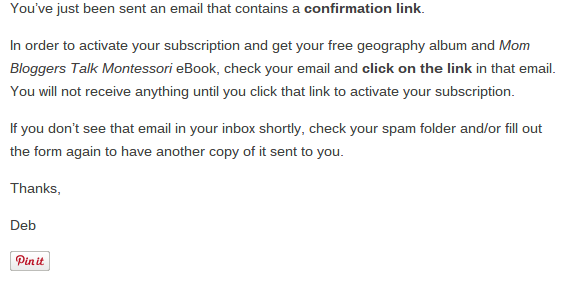 You’ve just been sent an email that contains a confirmation link.
In order to activate your subscription and get your free geography album and Mom
Bloggers Talk Montessori eBook, check your email and click on the link in that email.
You will not receive anything until you click that link to activate your subscription.
If you don’t see that email in your inbox shortly, check your spam folder and/or fill out
the form again to have another copy of it sent to you.
Thanks,
Deb
Pin it